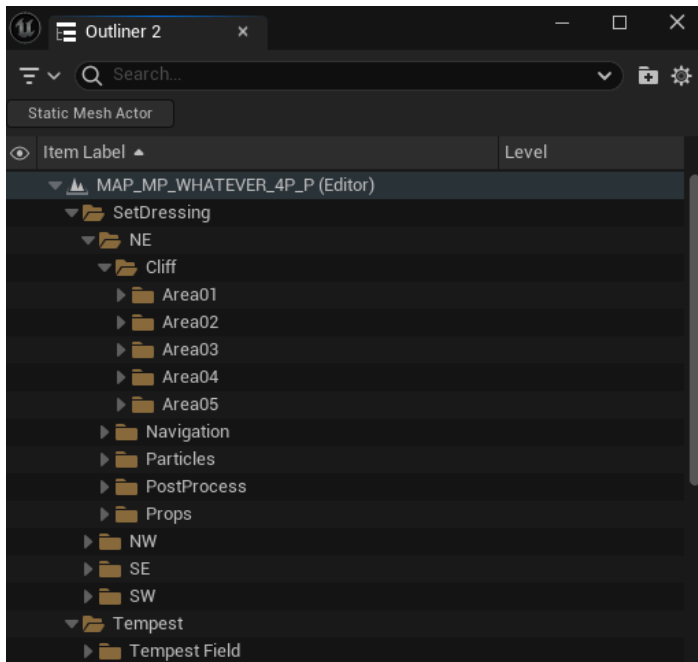 Outliner 2
Search...
Static Mesh Actor
Item Label Level
MAP_MP_WHATEVER_4P_P (Editor)
SetDressing
NE
Cliff
Area01
Area02
Area03
Area04
Area05
Navigation
Particles
PostProcess
Props
NW
SE
SW
Tempest
Tempest Field